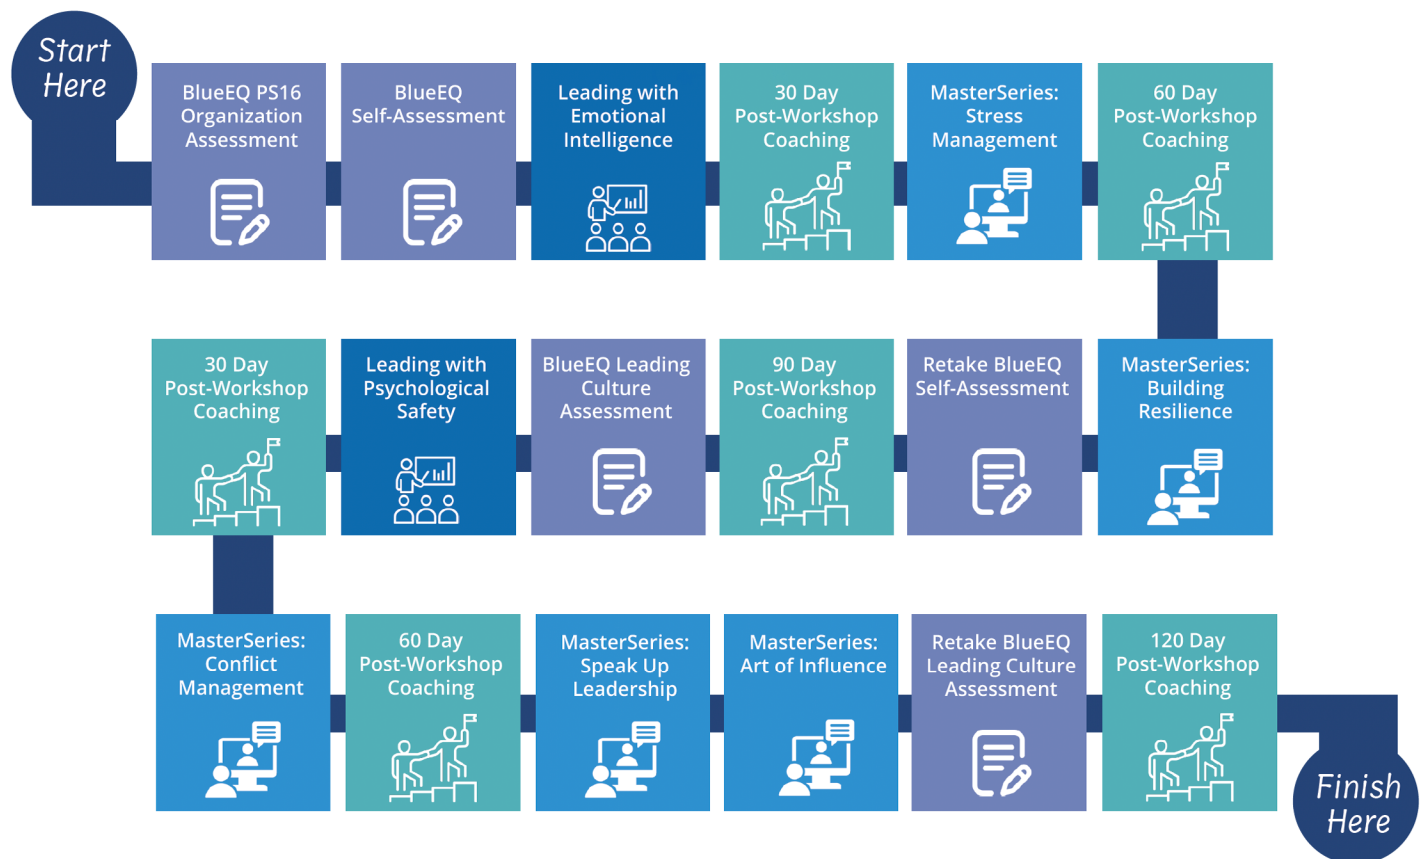 Start
Here
BlueEQ PS16
Organization
Assessment
BlueEQ
Self-Assessment
Leading with
Emotional
Intelligence
30 Day
Post-Workshop
Coaching
MasterSeries:
Stress
Management
60 Day
Post-Workshop
Coaching
30 Day
Post-Workshop
Coaching
Leading with
Psychological
Safety
BlueEQ Leading
Culture
Assessment
90 Day
Post-Workshop
Coaching
Retake BlueEQ
Self-Assessment
MasterSeries:
Building
Resilience
MasterSeries:
Conflict
Management
60 Day
Post-Workshop
Coaching
MasterSeries:
Speak Up
Leadership
MasterSeries:
Art of Influence
Retake BlueEQ
Leading Culture
Assessment
120 Day
Post-Workshop
Coaching
Finish
Here